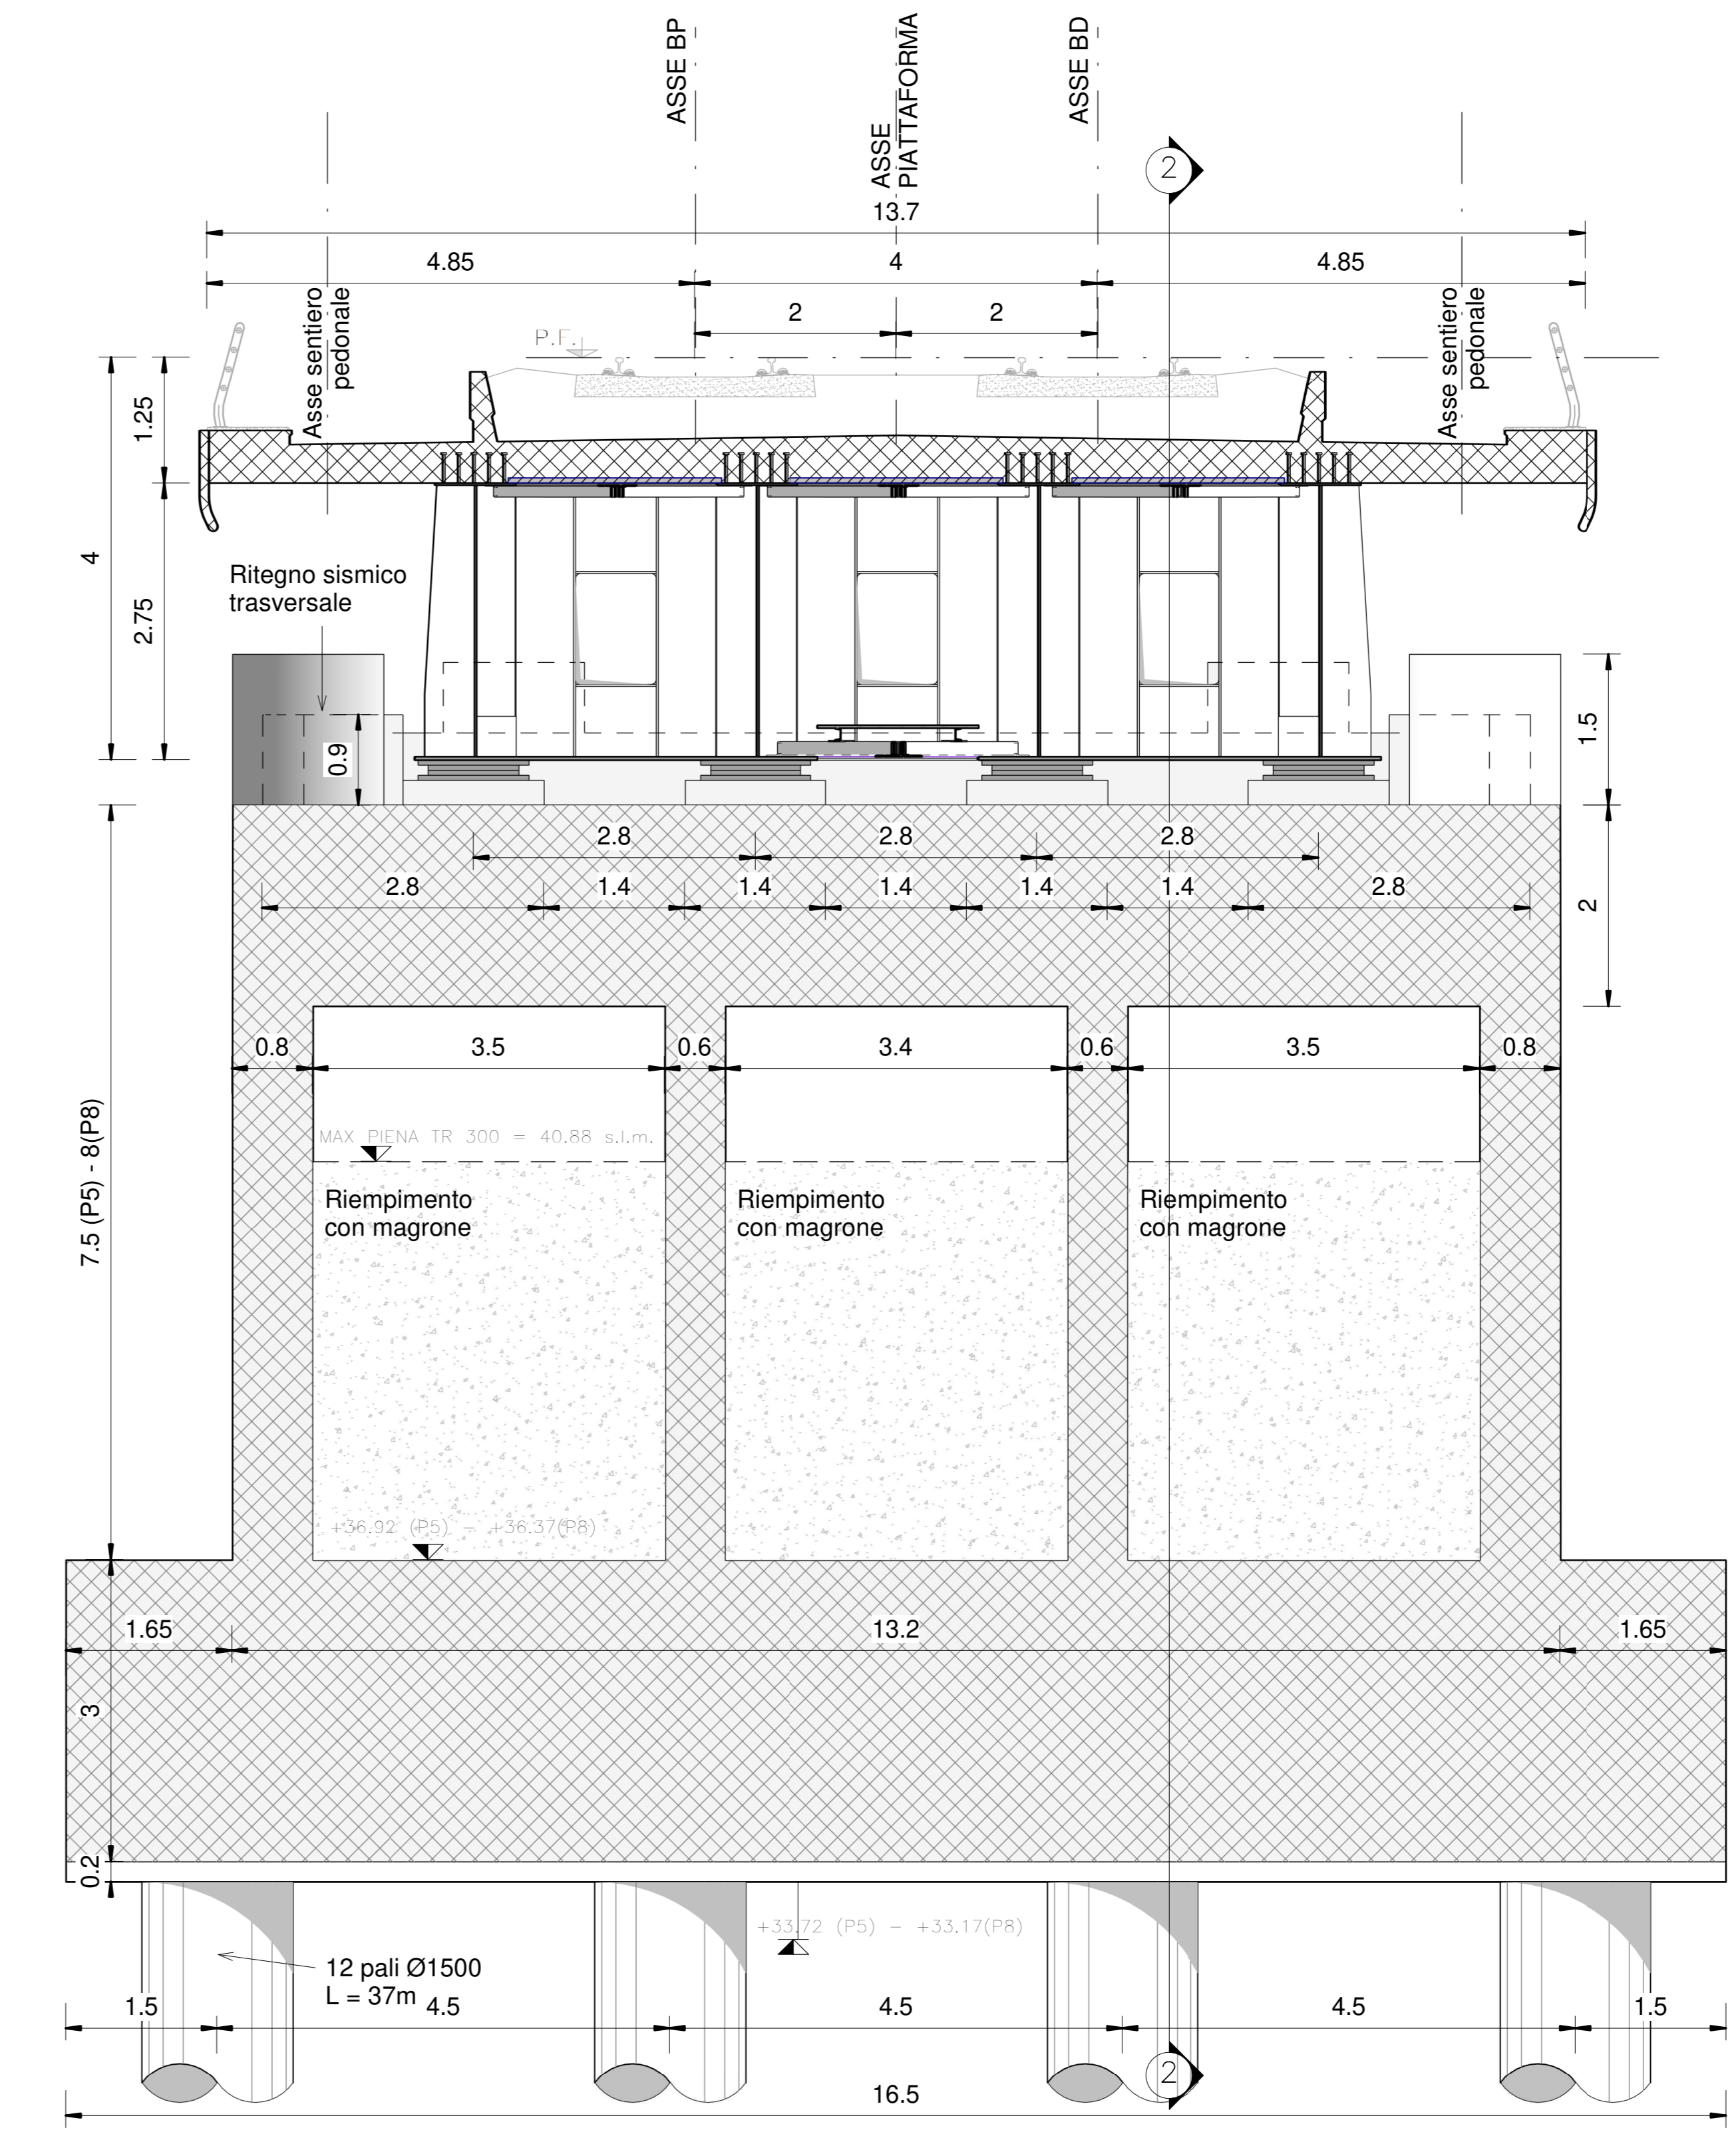 ASSE BP
ASSE
PIATTAFORMA
ASSE BD
2
13.7
4.85
4
4.85
Asse sentiero
pedonale
2
2
Asse sentiero
pedonale
P.F.
1.25
4
2.75
Ritegno sismico
trasversale
0.9
1.5
2.8
2.8
2.8
2.8
1.4
1.4
1.4
1.4
1.4
2.8
2
0.8
3.5
0.6
3.4
0.6
3.5
0.8
7.5 (P5) - 8(P8)
MAX PIENA TR 300 = 40.88 s.l.m.
Riempimento
con magrone
Riempimento
con magrone
Riempimento
con magrone
+36.92 (P5) - +36.37(P8)
1.65
13.2
1.65
3
0.2
+33.72 (P5) - +33.17(P8)
12 pali Ø1500
L = 37m
1.5
4.5
4.5
4.5
1.5
2
16.5